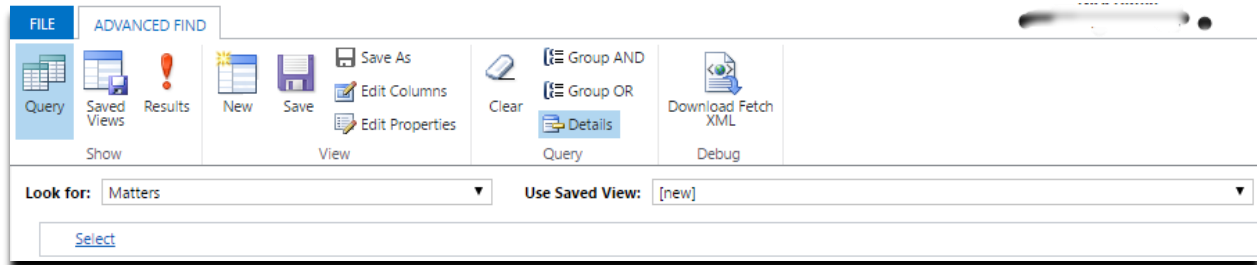 FILE ADVANCED FIND
Query
Saved Views
Results
New
Save
Save As
Edit Columns
Edit Properties
Clear
Group AND
Group OR
Details
Download Fetch XML
Show
View
Query
Debug
Look for: Matters
Use Saved View: [new]
Select